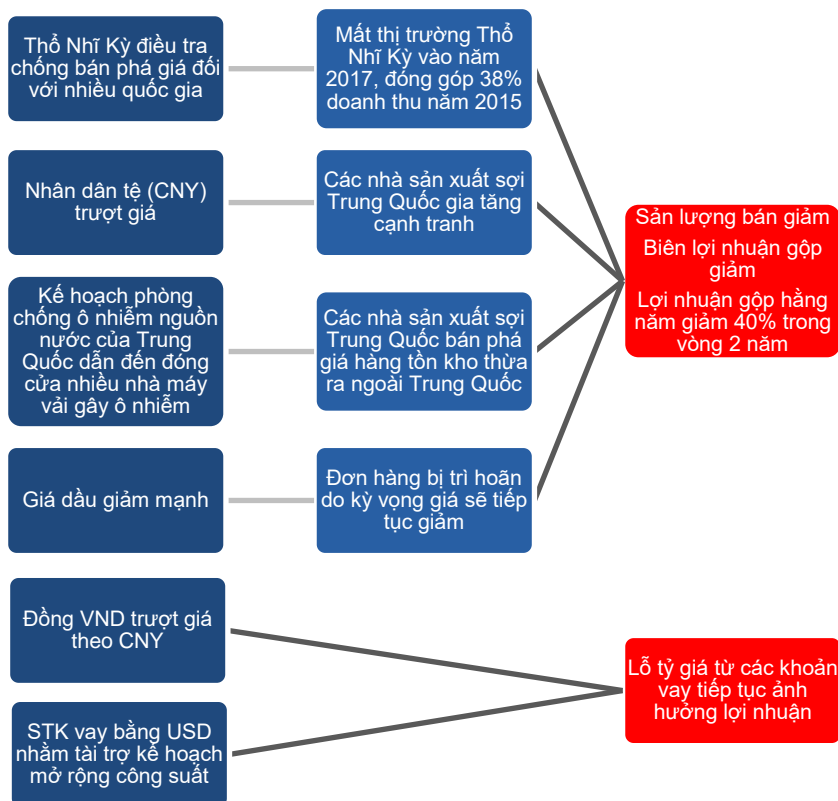 Thổ Nhĩ Kỳ điều tra
chống bán phá giá đối
với nhiều quốc gia
Mất thị trường Thổ
Nhĩ Kỳ vào năm
2017, đóng góp 38%
doanh thu năm 2015
Nhân dân tệ (CNY)
trượt giá
Các nhà sản xuất sợi
Trung Quốc gia tăng
cạnh tranh
Sản lượng bán giảm
Biên lợi nhuận gộp
giảm
Lợi nhuận gộp hằng
năm giảm 40% trong
vòng 2 năm
Kế hoạch phòng
chống ô nhiễm nguồn
nước của Trung
Quốc dẫn đến đóng
cửa nhiều nhà máy
vải gây ô nhiễm
Các nhà sản xuất sợi
Trung Quốc bán phá
giá hàng tồn kho thừa
ra ngoài Trung Quốc
Giá dầu giảm mạnh
Đơn hàng bị trì hoãn
do kỳ vọng giá sẽ tiếp
tục giảm
Đồng VND trượt giá
theo CNY
Lỗ tỷ giá từ các khoản
vay tiếp tục ảnh
hưởng lợi nhuận
STK vay bằng USD
nhằm tài trợ kế hoạch
mở rộng công suất